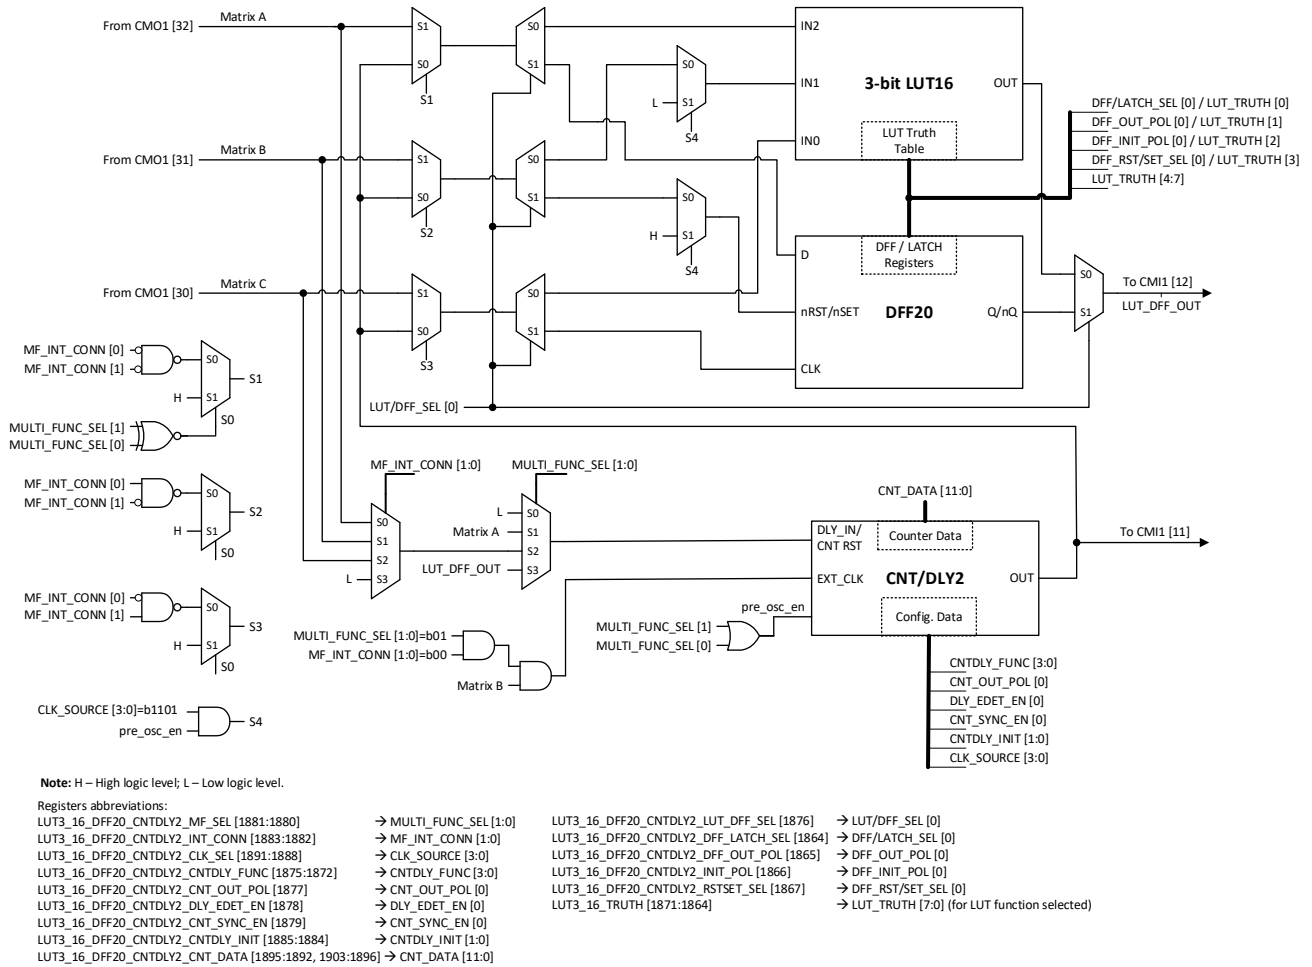 From CMO1 [32]
Matrix A
S1
S0
S1
S0
S1
S0
S1
L
S4
IN2
IN1
IN0
3-bit LUT16
OUT
LUT Truth
Table
DFF/LATCH_SEL [0] / LUT_TRUTH [0]
DFF_OUT_POL [0] / LUT_TRUTH [1]
DFF_INIT_POL [0] / LUT_TRUTH [2]
DFF_RST/SET_SEL [0] / LUT_TRUTH [3]
LUT_TRUTH [4:7]
From CMO1 [31]
Matrix B
S1
S0
S2
S0
S1
S0
S1
H
S4
DFF / LATCH
Registers
D
DFF20
nRST/nSET
Q/nQ
CLK
S0
S1
To CMI1 [12]
LUT_DFF_OUT
From CMO1 [30]
Matrix C
S1
S0
S3
S0
S1
LUT/DFF_SEL [0]
MF_INT_CONN [0]
MF_INT_CONN [1]
S0
S1
H
S1
S0
MULTI_FUNC_SEL [1]
MULTI_FUNC_SEL [0]
MF_INT_CONN [0]
MF_INT_CONN [1]
S0
S1
H
S2
S0
MF_INT_CONN [0]
MF_INT_CONN [1]
S0
S1
H
S3
S0
CLK_SOURCE [3:0]=b1101
pre_osc_en
S4
MF_INT_CONN [1:0]
S0
S1
S2
S3
L
MULTI_FUNC_SEL [1:0]
L
Matrix A
LUT_DFF_OUT
S0
S1
S2
S3
MULTI_FUNC_SEL [1:0]=b01
MF_INT_CONN [1:0]=b00
Matrix B
MULTI_FUNC_SEL [1]
MULTI_FUNC_SEL [0]
pre_osc_en
CNT_DATA [11:0]
DLY_IN/
CNT RST
Counter Data
CNT/DLY2
EXT_CLK
OUT
Config. Data
To CMI1 [11]
CNTDLY_FUNC [3:0]
CNT_OUT_POL [0]
DLY_EDET_EN [0]
CNT_SYNC_EN [0]
CNTDLY_INIT [1:0]
CLK_SOURCE [3:0]
Note: H – High logic level; L – Low logic level.
Registers abbreviations:
LUT3_16_DFF20_CNTDLY2_MF_SEL [1881:1880] → MULTI_FUNC_SEL [1:0]
LUT3_16_DFF20_CNTDLY2_INT_CONN [1883:1882] → MF_INT_CONN [1:0]
LUT3_16_DFF20_CNTDLY2_CLK_SEL [1891:1888] → CLK_SOURCE [3:0]
LUT3_16_DFF20_CNTDLY2_CNTDLY_FUNC [1875:1872] → CNTDLY_FUNC [3:0]
LUT3_16_DFF20_CNTDLY2_CNT_OUT_POL [1877] → CNT_OUT_POL [0]
LUT3_16_DFF20_CNTDLY2_DLY_EDET_EN [1878] → DLY_EDET_EN [0]
LUT3_16_DFF20_CNTDLY2_CNT_SYNC_EN [1879] → CNT_SYNC_EN [0]
LUT3_16_DFF20_CNTDLY2_CNTDLY_INIT [1885:1884] → CNTDLY_INIT [1:0]
LUT3_16_DFF20_CNTDLY2_CNT_DATA [1895:1892, 1903:1896] → CNT_DATA [11:0]
LUT3_16_DFF20_CNTDLY2_LUT_DFF_SEL [1876] → LUT/DFF_SEL [0]
LUT3_16_DFF20_CNTDLY2_DFF_LATCH_SEL [1864] → DFF/LATCH_SEL [0]
LUT3_16_DFF20_CNTDLY2_DFF_OUT_POL [1865] → DFF_OUT_POL [0]
LUT3_16_DFF20_CNTDLY2_INIT_POL [1866] → DFF_INIT_POL [0]
LUT3_16_DFF20_CNTDLY2_RSTSET_SEL [1867] → DFF_RST/SET_SEL [0]
LUT3_16_TRUTH [1871:1864] → LUT_TRUTH [7:0] (for LUT function selected)